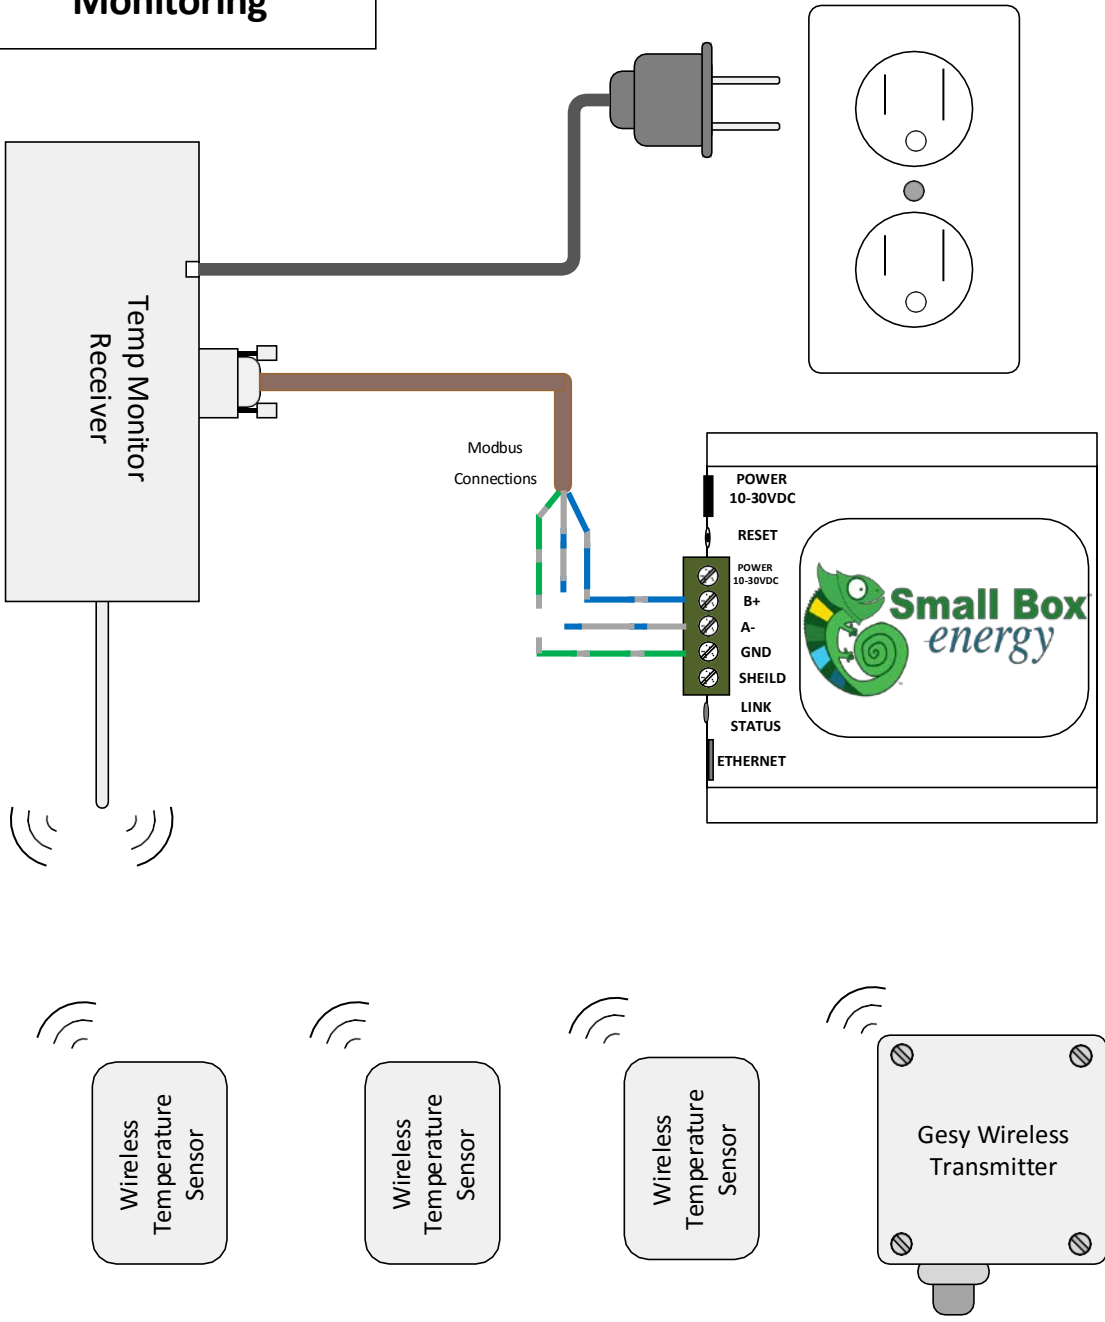 Monitoring
Temp Monitor
Receiver
Modbus
Connections
POWER
10-30VDC
RESET
POWER
10-30VDC
B+
A-
GND
SHEILD
LINK
STATUS
ETHERNET
Small Box
energy
Wireless
Temperature
Sensor
Wireless
Temperature
Sensor
Wireless
Temperature
Sensor
Gesy Wireless
Transmitter